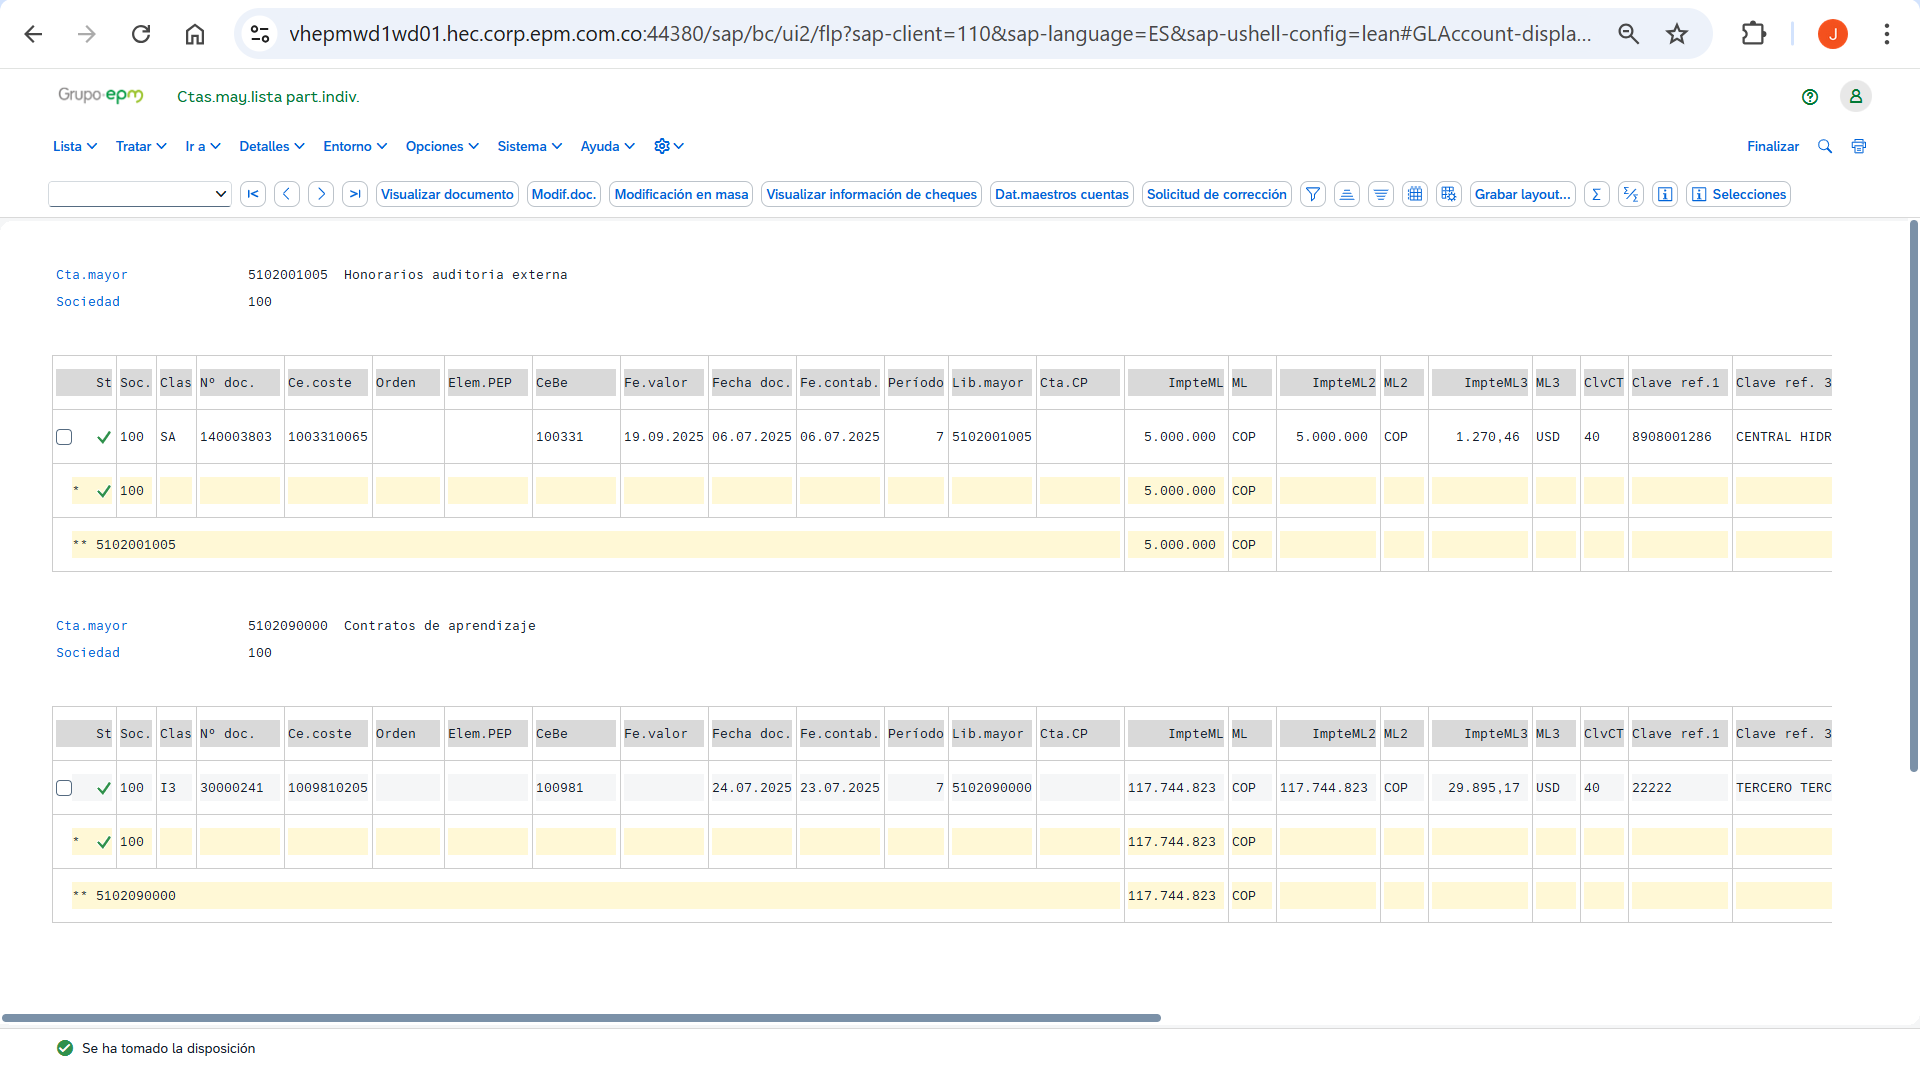 vhepmwd1wd01.hec.corp.epm.com.co:44380/sap/bc/ui2/flp?sap-client=110&sap-language=ES&sap-ushell-config=lean#GLAccount-displa...
J
Grupo·epm Ctas.may.lista part.indiv.
Lista Tratar Ir a Detalles Entorno Opciones Sistema Ayuda Finalizar
Visualizar documento Modif.doc. Modificación en masa Visualizar información de cheques Dat.maestros cuentas Solicitud de corrección Grabar layout... Selecciones
Cta.mayor 5102001005 Honorarios auditoria externa
Sociedad 100
St Soc. Clas Nº doc. Ce.coste Orden Elem.PEP CeBe Fe.valor Fecha doc. Fe.contab. Período Lib.mayor Cta.CP ImpteML ML ImpteML2 ML2 ImpteML3 ML3 ClvCT Clave ref.1 Clave ref. 3
100 SA 140003803 1003310065 100331 19.09.2025 06.07.2025 06.07.2025 7 5102001005 5.000.000 COP 5.000.000 COP 1.270,46 USD 40 8908001286 CENTRAL HIDR
* 100 5.000.000 COP
** 5102001005 5.000.000 COP
Cta.mayor 5102090000 Contratos de aprendizaje
Sociedad 100
St Soc. Clas Nº doc. Ce.coste Orden Elem.PEP CeBe Fe.valor Fecha doc. Fe.contab. Período Lib.mayor Cta.CP ImpteML ML ImpteML2 ML2 ImpteML3 ML3 ClvCT Clave ref.1 Clave ref. 3
100 I3 30000241 1009810205 100981 24.07.2025 23.07.2025 7 5102090000 117.744.823 COP 117.744.823 COP 29.895,17 USD 40 22222 TERCERO TERC
* 100 117.744.823 COP
** 5102090000 117.744.823 COP
Se ha tomado la disposición